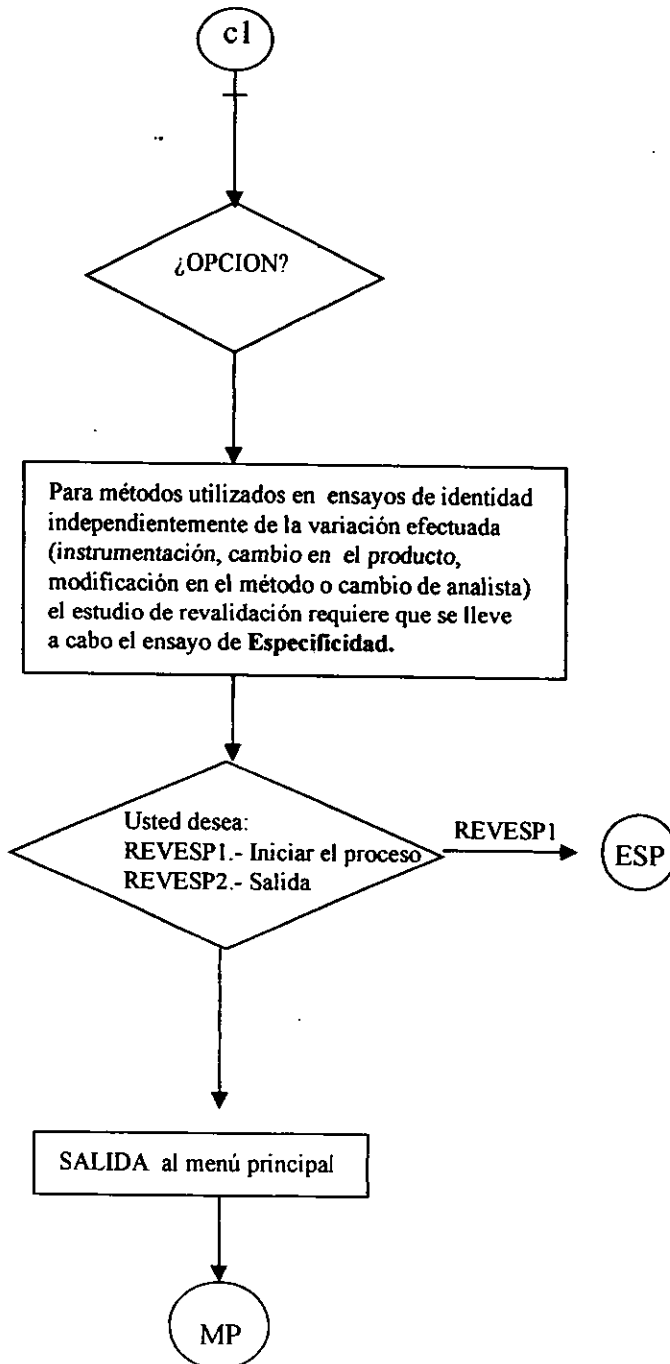 c1
¿OPCION?
Para métodos utilizados en ensayos de identidad
independientemente de la variación efectuada
(instrumentación, cambio en el producto,
modificación en el método o cambio de analista)
el estudio de revalidación requiere que se lleve
a cabo el ensayo de Especificidad.
Usted desea:
REVESP1.- Iniciar el proceso
REVESP2.- Salida
REVESP1
ESP
SALIDA al menú principal
MP